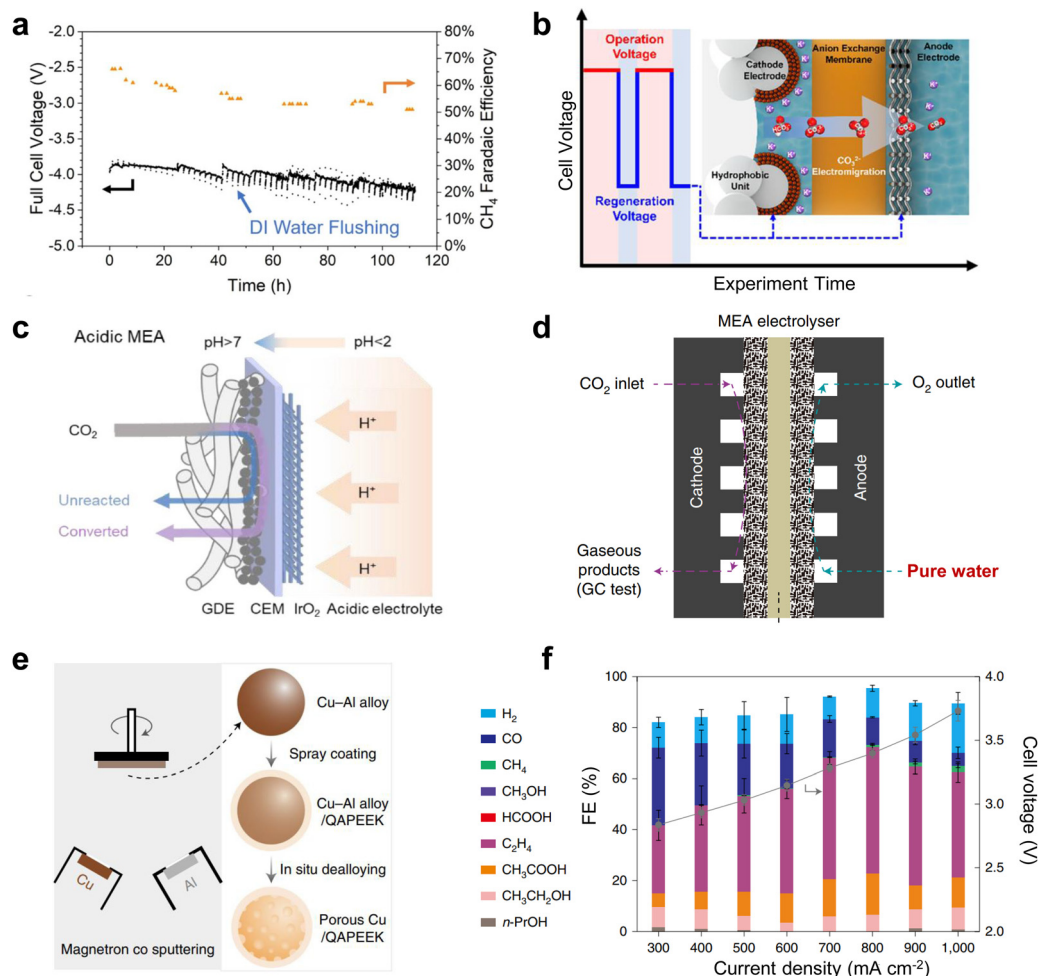 a
-2.0
-2.5
-3.0
-3.5
-4.0
-4.5
-5.0
Full Cell Voltage (V)
80%
70%
60%
50%
40%
30%
20%
10%
0%
CH₄ Faradaic Efficiency
DI Water Flushing
0 20 40 60 80 100 120
Time (h)
b
Cell Voltage
Operation
Voltage
Regeneration
Voltage
Cathode
Electrode
Anion Exchange
Membrane
Anode
Electrode
Hydrophobic
Unit
CO₃²⁻
Electromigration
Experiment Time
c
Acidic MEA
pH>7
pH<2
CO₂
Unreacted
Converted
H⁺
H⁺
H⁺
GDE CEM IrO₂ Acidic electrolyte
d
MEA electrolyser
CO₂ inlet
O₂ outlet
Cathode
Anode
Gaseous
products
(GC test)
Pure water
e
Cu
Al
Magnetron co sputtering
Cu–Al alloy
Spray coating
Cu–Al alloy
/QAPEEK
In situ dealloying
Porous Cu
/QAPEEK
f
H₂
CO
CH₄
CH₃OH
HCOOH
C₂H₄
CH₃COOH
CH₃CH₂OH
n-PrOH
FE (%)
100
80
60
40
20
0
4.0
3.5
3.0
2.5
2.0
Cell voltage (V)
300 400 500 600 700 800 900 1,000
Current density (mA cm⁻²)